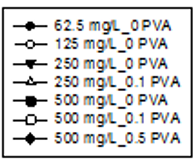 62.5 mg/L_0 PVA
125 mg/L_0 PVA
250 mg/L_0 PVA
250 mg/L_0.1 PVA
500 mg/L_0 PVA
500 mg/L_0.1 PVA
500 mg/L_0.5 PVA